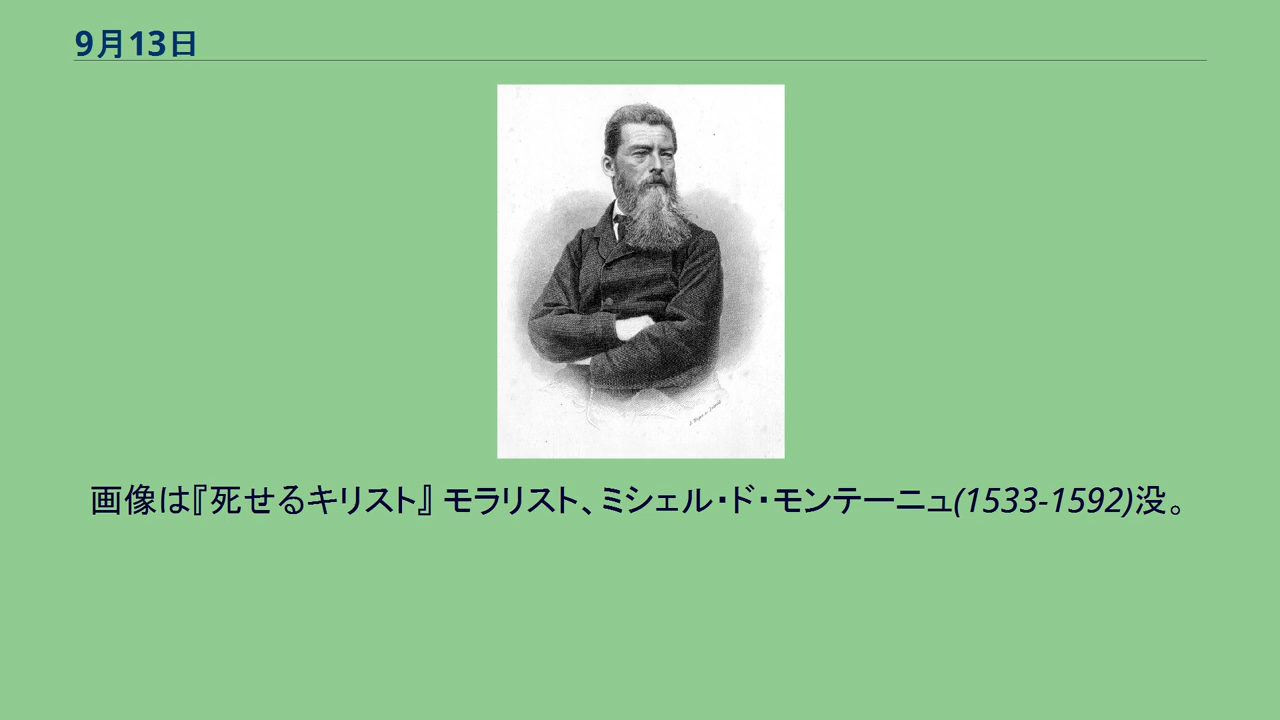 9月13日
画像は『死せるキリスト』 モラリスト、ミシェル・ド・モンテーニュ(1533-1592)没。